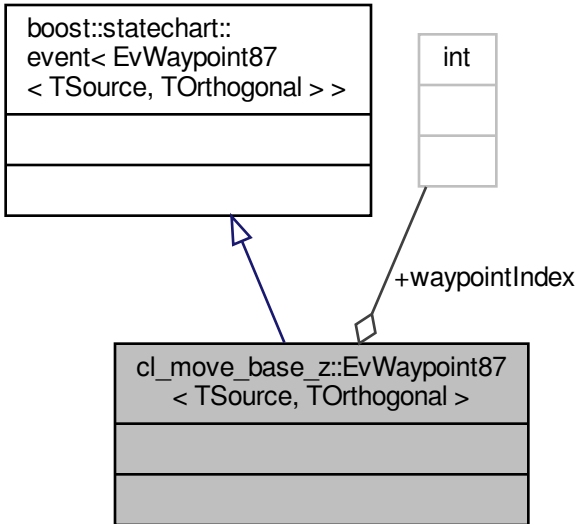 boost::statechart::
event< EvWaypoint87
< TSource, TOrthogonal > >
int
+waypointIndex
cl_move_base_z::EvWaypoint87
< TSource, TOrthogonal >